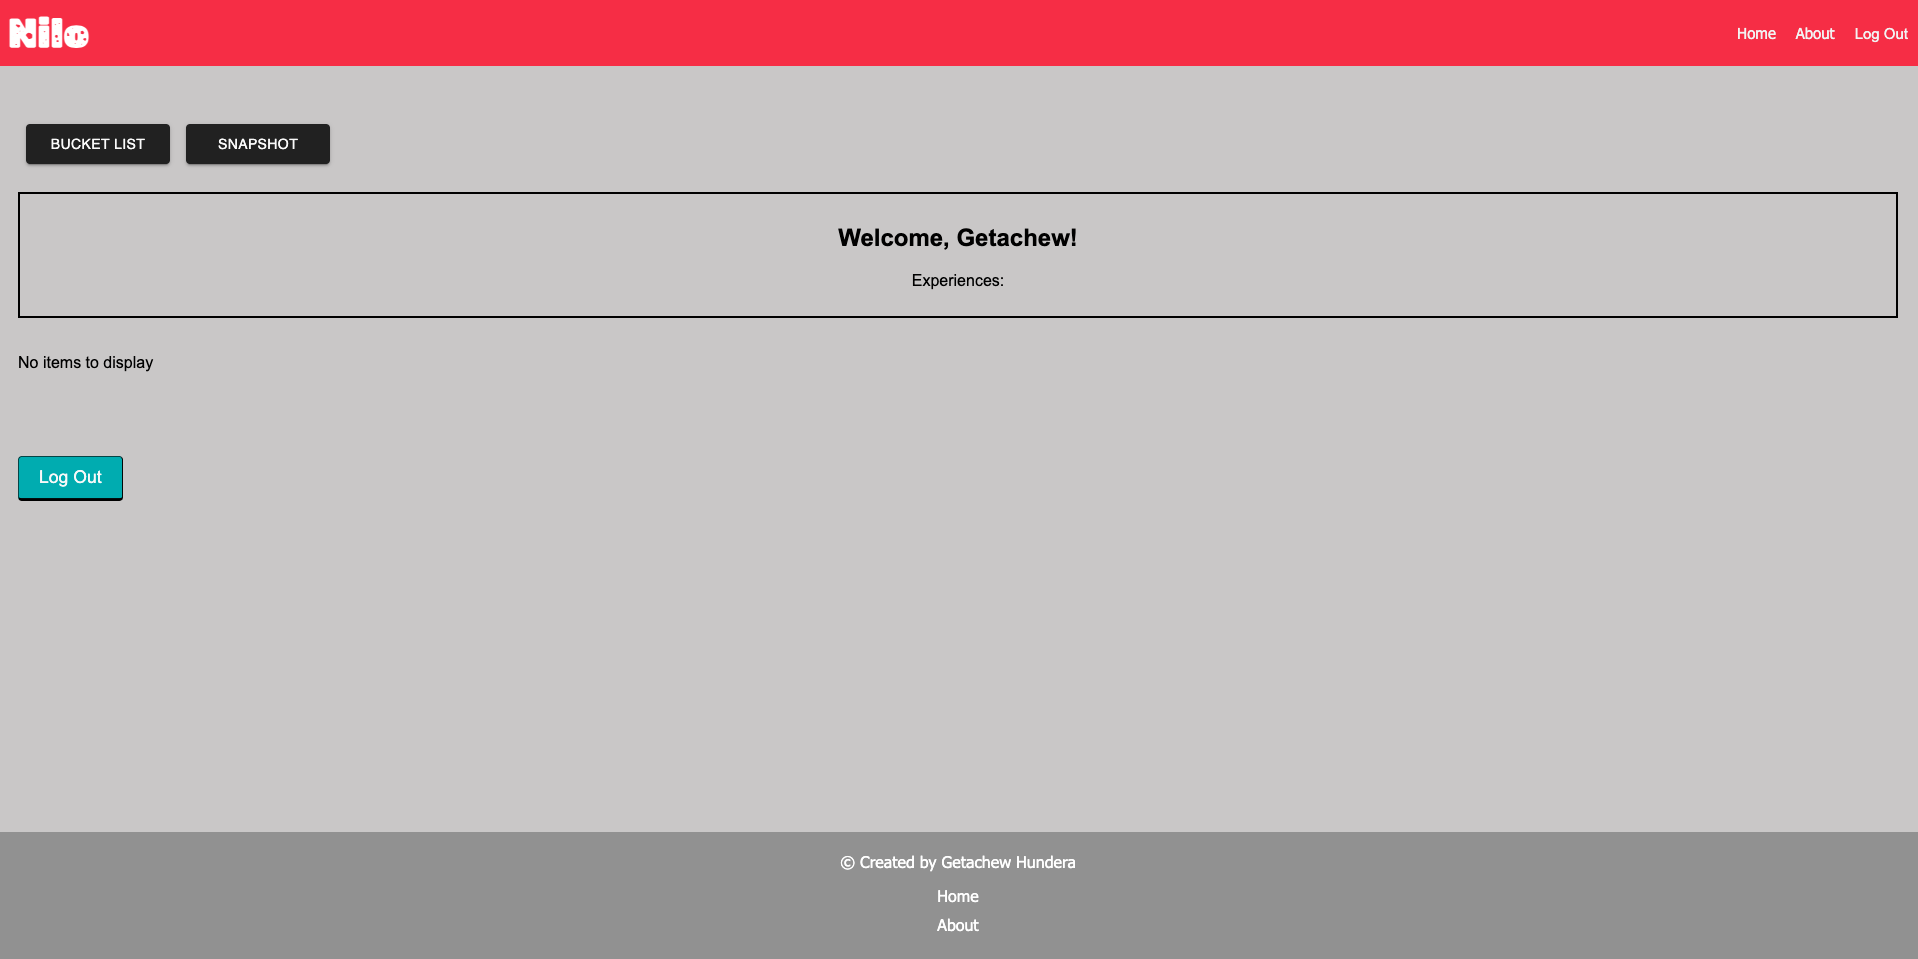 Nilo
Home About Log Out
BUCKET LIST SNAPSHOT
Welcome, Getachew!
Experiences:
No items to display
Log Out
© Created by Getachew Hundera
Home
About